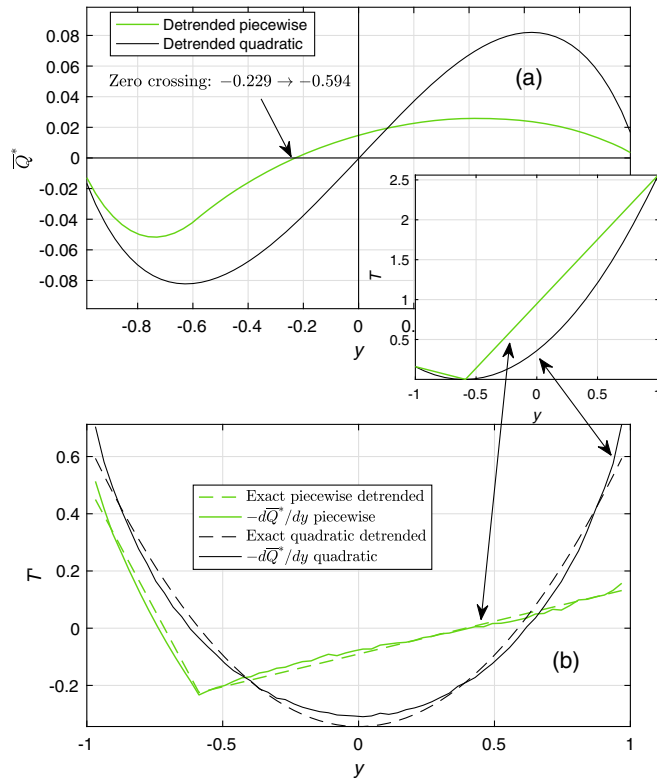 Detrended piecewise
Detrended quadratic
Zero crossing: −0.229 → −0.594
(a)
0.08
0.06
0.04
0.02
0
-0.02
-0.04
-0.06
-0.08
Q̅*
-0.8 -0.6 -0.4 -0.2 0 0.2
y
2.5
2
1.5
1
0.5
T
-1 -0.5 0 0.5 1
y
0.6
0.4
0.2
0
-0.2
T
Exact piecewise detrended
−dQ̅*/dy piecewise
Exact quadratic detrended
−dQ̅*/dy quadratic
(b)
-1 -0.5 0 0.5 1
y